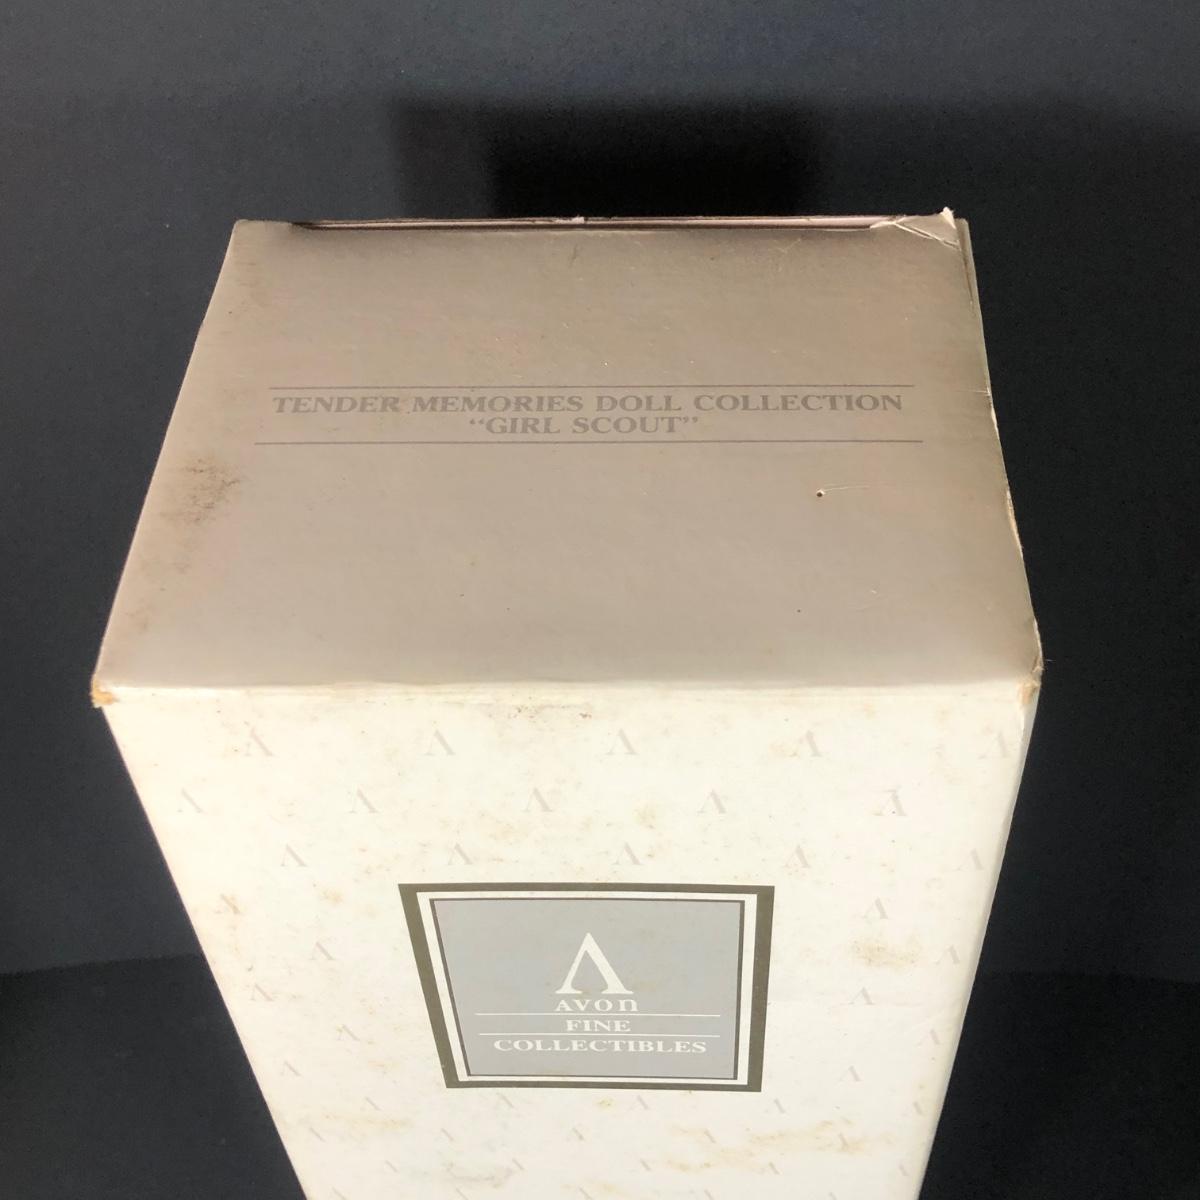 TENDER MEMORIES DOLL COLLECTION
“GIRL SCOUT”
AVON
FINE
COLLECTIBLES